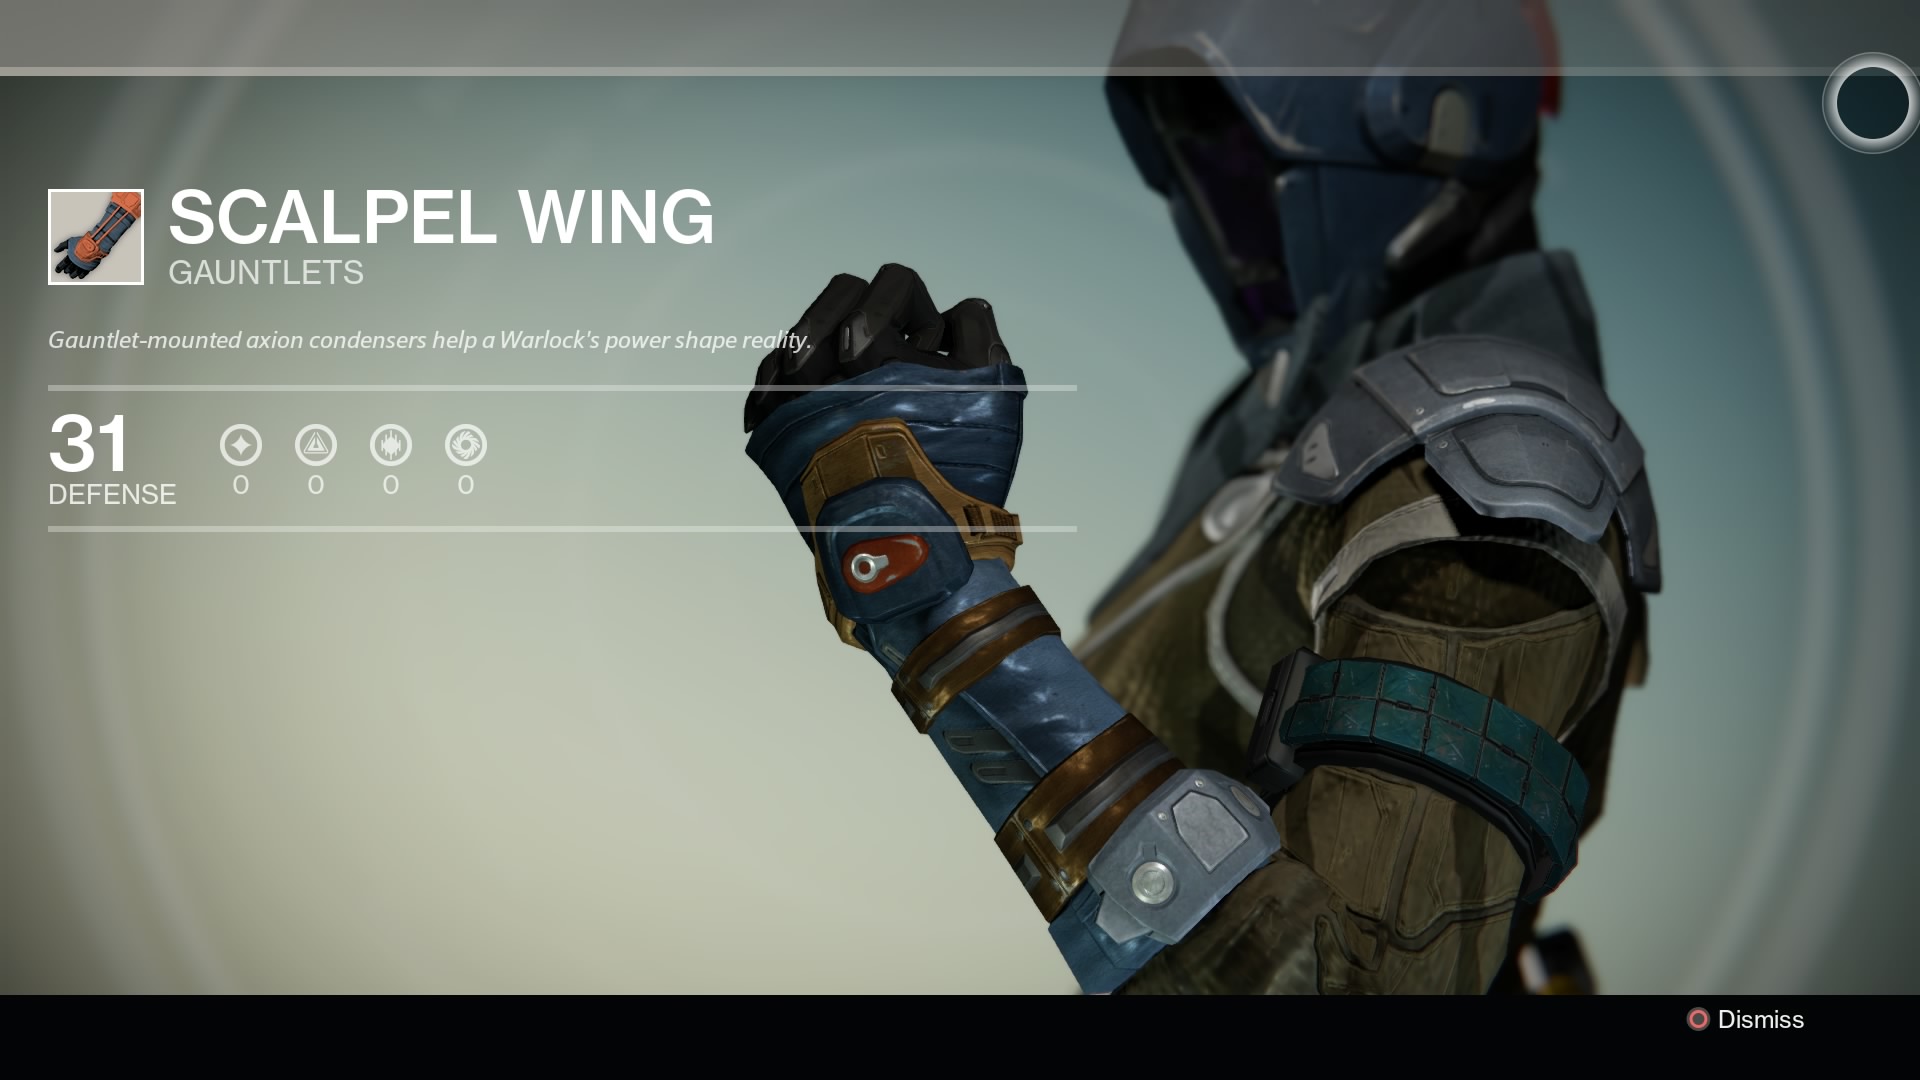 SCALPEL WING
GAUNTLETS
Gauntlet-mounted axion condensers help a Warlock's power shape reality.
31
DEFENSE
0 0 0 0
Dismiss